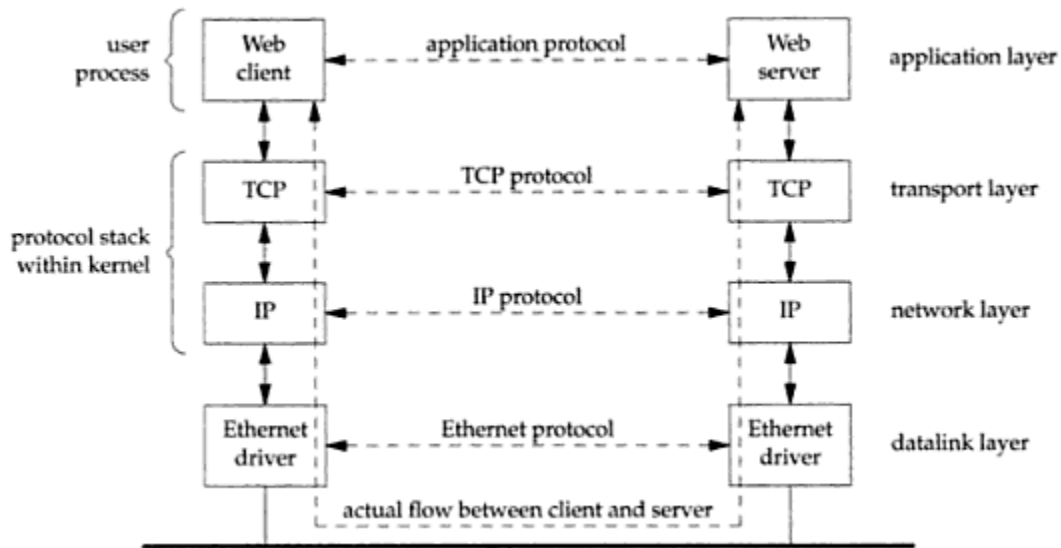 user
process
Web
client
application protocol
Web
server
application layer
protocol stack
within kernel
TCP
TCP protocol
TCP
transport layer
IP
IP protocol
IP
network layer
Ethernet
driver
Ethernet protocol
Ethernet
driver
datalink layer
actual flow between client and server